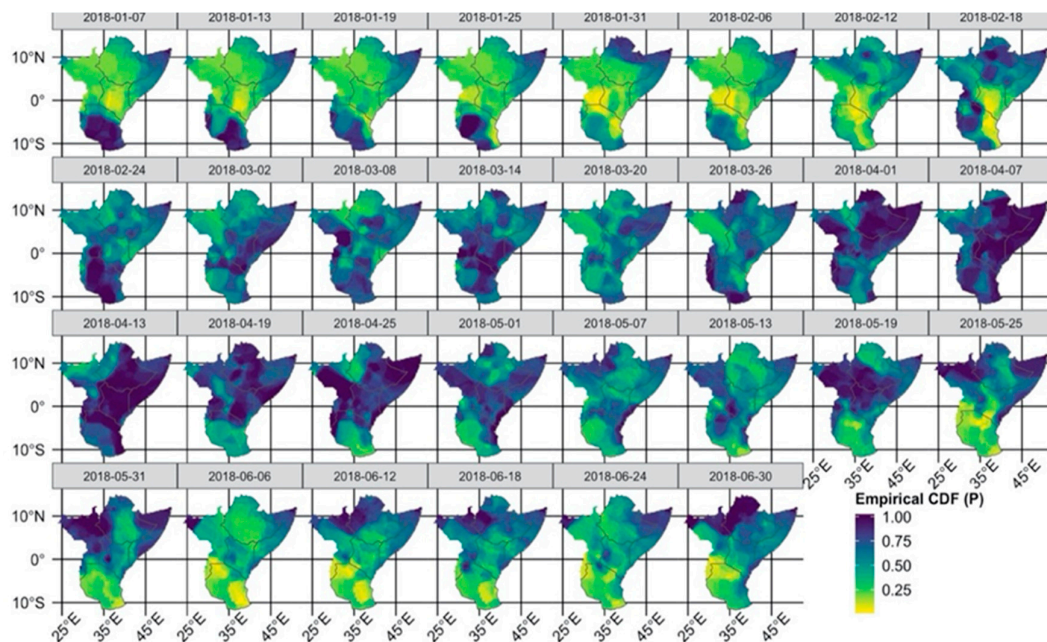 2018-01-07 2018-01-13 2018-01-19 2018-01-25 2018-01-31 2018-02-06 2018-02-12 2018-02-18
10°N
0°
10°S
2018-02-24 2018-03-02 2018-03-08 2018-03-14 2018-03-20 2018-03-26 2018-04-01 2018-04-07
10°N
0°
10°S
2018-04-13 2018-04-19 2018-04-25 2018-05-01 2018-05-07 2018-05-13 2018-05-19 2018-05-25
10°N
0°
10°S
2018-05-31 2018-06-06 2018-06-12 2018-06-18 2018-06-24 2018-06-30
25°E 35°E 45°E 25°E 35°E 45°E
Empirical CDF (P)
1.00
0.75
0.50
0.25
10°N
0°
10°S
25°E 35°E 45°E 25°E 35°E 45°E 25°E 35°E 45°E 25°E 35°E 45°E 25°E 35°E 45°E 25°E 35°E 45°E